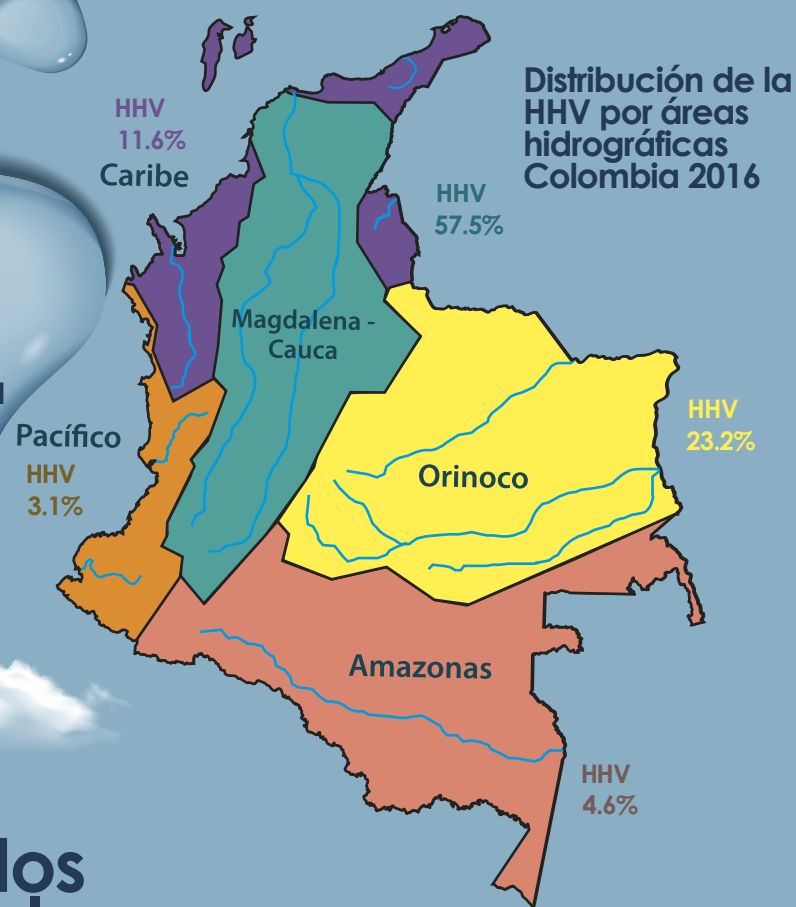 Distribución de la
HHV por áreas
hidrográficas
Colombia 2016
HHV
11.6%
Caribe
HHV
57.5%
Magdalena -
Cauca
HHV
23.2%
Orinoco
Pacífico
HHV
3.1%
Amazonas
HHV
4.6%